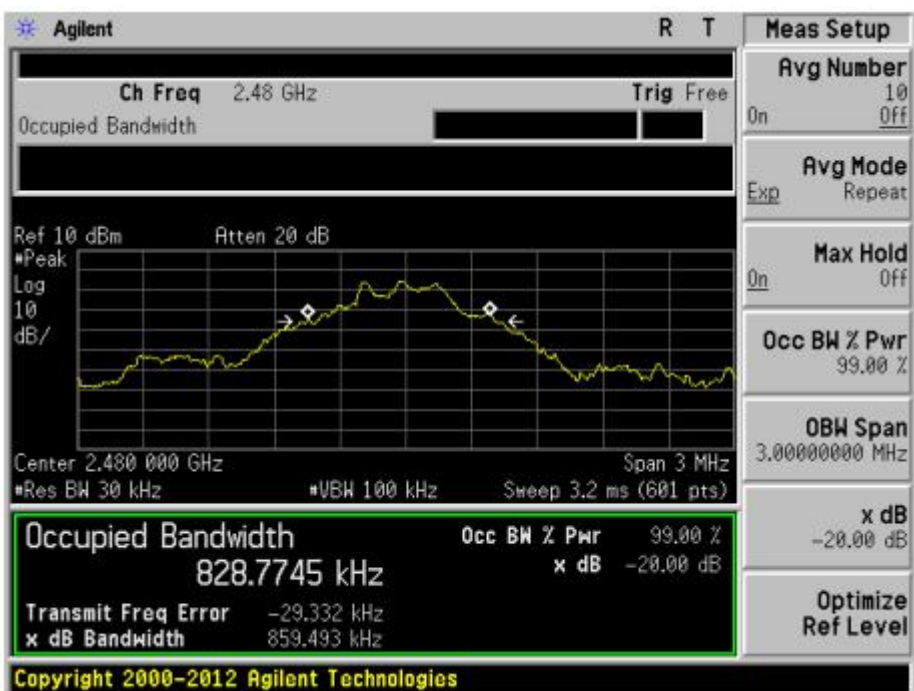 Agilent R T
Ch Freq 2.48 GHz Trig Free
Occupied Bandwidth
Ref 10 dBm Atten 20 dB
#Peak
Log
10
dB/
Center 2.480 000 GHz Span 3 MHz
#Res BW 30 kHz #VBW 100 kHz Sweep 3.2 ms (601 pts)
Occupied Bandwidth
828.7745 kHz
Occ BW % Pwr 99.00 %
x dB -20.00 dB
Transmit Freq Error -29.332 kHz
x dB Bandwidth 859.493 kHz
Copyright 2000-2012 Agilent Technologies
Meas Setup
Avg Number
10
On Off
Avg Mode
Exp Repeat
Max Hold
On Off
Occ BW % Pwr
99.00 %
OBW Span
3.00000000 MHz
x dB
-20.00 dB
Optimize
Ref Level